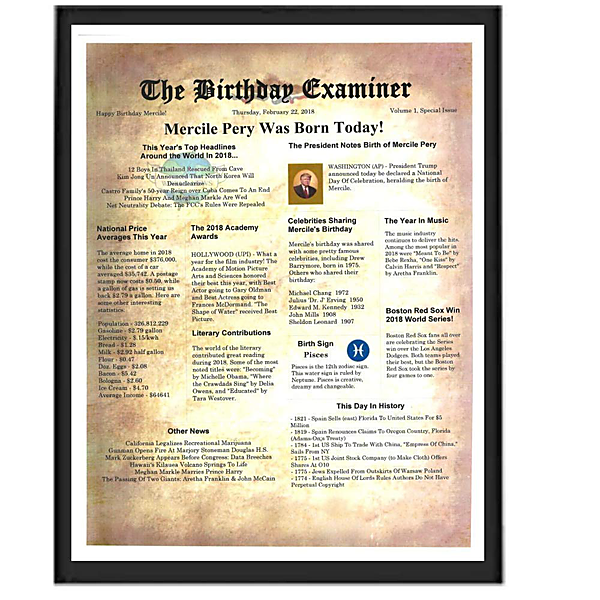 The Birthday Examiner
Happy Birthday Mercile!
Thursday, February 22, 2018
Volume 1, Special Issue
Mercile Pery Was Born Today!
This Year's Top Headlines
Around the World In 2018...
12 Boys In Thailand Rescued From Cave
Kim Jong Un Announced That North Korea Will
Denuclearize
Castro Family's 50-year Reign over Cuba Comes To An End
Prince Harry And Meghan Markle Are Wed
Net Neutrality Debate: The FCC's Rules Were Repealed
The President Notes Birth of Mercile Pery
WASHINGTON (AP) - President Trump
announced today be declared a National
Day Of Celebration, heralding the birth of
Mercile.
National Price
Averages This Year
The average home in 2018
cost the consumer $376,000,
while the cost of a car
averaged $35,742. A postage
stamp now costs $0.50, while
a gallon of gas is setting us
back $2.79 a gallon. Here are
some other interesting
statistics.
Population - 326,812,229
Gasoline - $2.79 gallon
Electricity - $.15/kwh
Bread - $1.28
Milk - $2.92 half gallon
Flour - $0.47
Doz. Eggs - $2.08
Bacon - $5.42
Bologna - $2.60
Ice Cream - $4.70
Average Income - $64641
The 2018 Academy
Awards
HOLLYWOOD (UPI) - What a
year for the film industry! The
Academy of Motion Picture
Arts and Sciences honored
their best this year, with Best
Actor going to Gary Oldman
and Best Actress going to
Frances McDormand. "The
Shape of Water" received Best
Picture.
Literary Contributions
The world of literary
contributed great reading
during 2018. Some of the most
noted titles were: "Becoming"
by Michelle Obama, "Where
the Crawdads Sing" by Delia
Owens, and "Educated" by
Tara Westover.
Celebrities Sharing
Mercile's Birthday
Mercile's birthday was shared
with some pretty famous
celebrities, including Drew
Barrymore, born in 1975.
Others who shared their
birthday:
Michael Chang 1972
Julius 'Dr. J' Erving 1950
Edward M. Kennedy 1932
John Mills 1908
Sheldon Leonard 1907
Birth Sign
Pisces
Pisces is the 12th zodiac sign.
This water sign is ruled by
Neptune. Pisces is creative,
dreamy and changeable.
The Year In Music
The music industry
continues to deliver the hits.
Among the most popular in
2018 were "Meant To Be" by
Bebe Rexha, "One Kiss" by
Calvin Harris and "Respect"
by Aretha Franklin.
Boston Red Sox Win
2018 World Series!
Boston Red Sox fans all over
are celebrating the Series
win over the Los Angeles
Dodgers. Both teams played
their best, but the Boston
Red Sox took the series by
four games to one.
Other News
California Legalizes Recreational Marijuana
Gunman Opens Fire At Marjory Stoneman Douglas H.S.
Mark Zuckerberg Appears Before Congress: Data Breeches
Hawaii's Kilauea Volcano Springs To Life
Meghan Markle Marries Prince Harry
The Passing Of Two Giants: Aretha Franklin & John McCain
This Day In History
- 1821 - Spain Sells (east) Florida To United States For $5
Million
- 1819 - Spain Renounces Claims To Oregon Country, Florida
(Adams-Onis Treaty)
- 1784 - 1st US Ship To Trade With China, "Empress Of China,"
Sails From NY
- 1775 - 1st US Joint Stock Company (to Make Cloth) Offers
Shares At O10
- 1775 - Jews Expelled From Outskirts Of Warsaw Poland
- 1774 - English House Of Lords Rules Authors Do Not Have
Perpetual Copyright